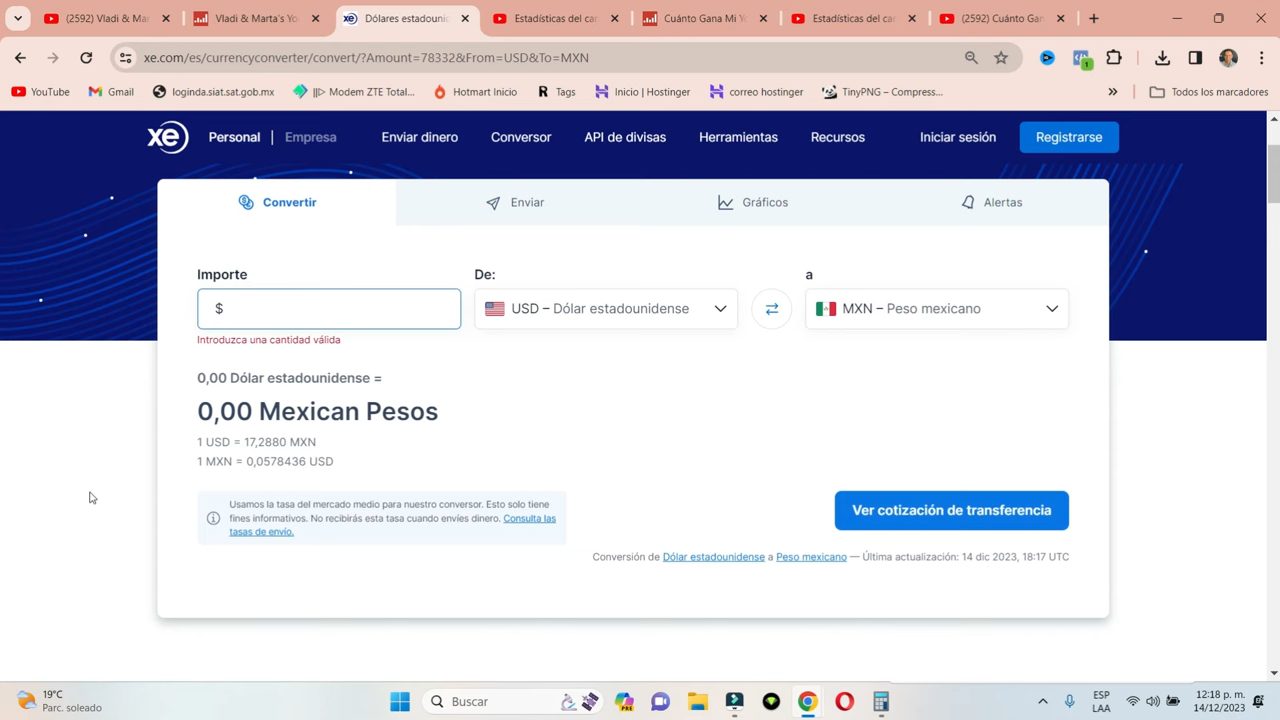 (2592) Vladi & Mar
Vladi & Marta's Yo
Dólares estadouni
Estadísticas del ca
Cuánto Gana Mi Y
Estadísticas del ca
(2592) Cuánto Ga
xe.com/es/currencyconverter/convert/?Amount=78332&From=USD&To=MXN
1
YouTube
Gmail
loginda.siat.sat.gob.mx
||▷ Modem ZTE Total...
Hotmart Inicio
Tags
Inicio | Hostinger
correo hostinger
TinyPNG – Compress...
Todos los marcadores
xe
Personal
Empresa
Enviar dinero
Conversor
API de divisas
Herramientas
Recursos
Iniciar sesión
Registrarse
Convertir
Enviar
Gráficos
Alertas
Importe
De:
a
$
USD – Dólar estadounidense
MXN – Peso mexicano
Introduzca una cantidad válida
0,00 Dólar estadounidense =
0,00 Mexican Pesos
1 USD = 17,2880 MXN
1 MXN = 0,0578436 USD
Usamos la tasa del mercado medio para nuestro conversor. Esto solo tiene
fines informativos. No recibirás esta tasa cuando envíes dinero. Consulta las
tasas de envío.
Ver cotización de transferencia
Conversión de Dólar estadounidense a Peso mexicano — Última actualización: 14 dic 2023, 18:17 UTC
19°C
Parc. soleado
Buscar
ESP
LAA
12:18 p. m.
14/12/2023